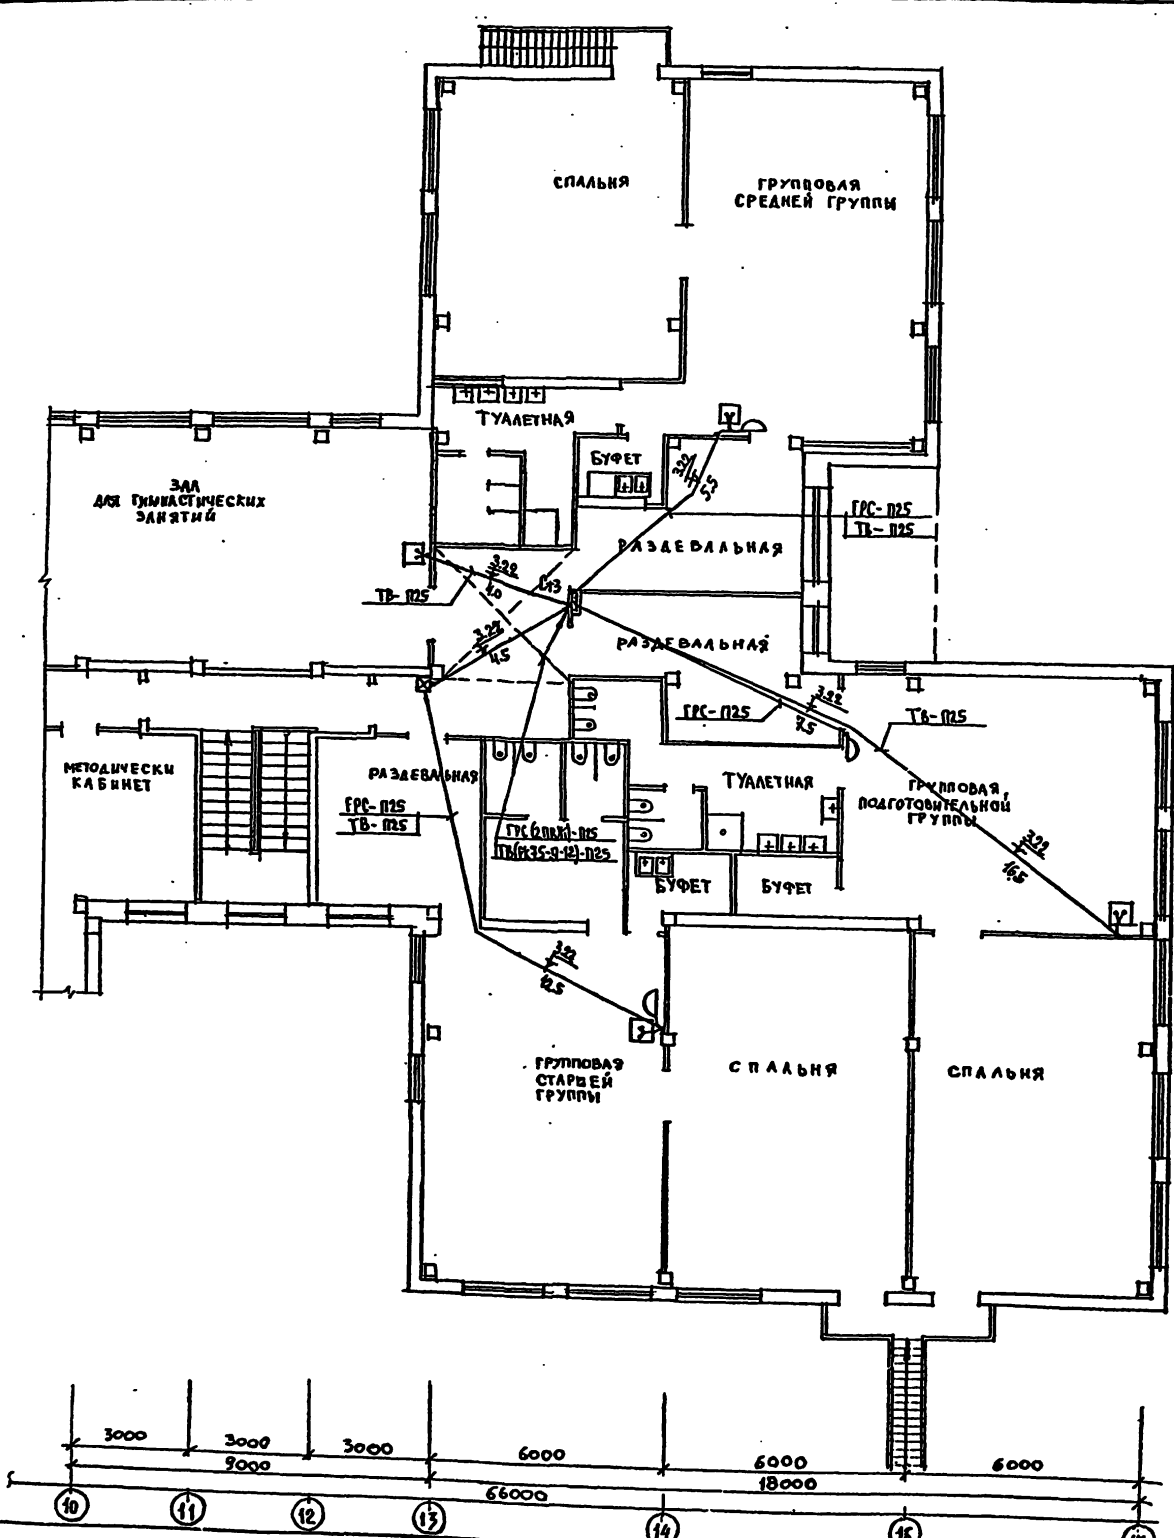 СПАЛЬНЯ
ГРУППОВАЯ
СРЕДНЕЙ ГРУППЫ
ТУАЛЕТНАЯ
БУФЕТ
3.22
5.5
ЗАЛ
ДЛЯ ГИМНАСТИЧЕСКИХ
ЗАНЯТИЙ
ГРС-П25
ТВ-П25
РАЗДЕВАЛЬНАЯ
3.22
4.0
Ст3
ТВ-П25
3.22
4.5
РАЗДЕВАЛЬНАЯ
ГРС-П25
3.22
7.5
ТВ-П25
МЕТОДИЧЕСКИ
КАБИНЕТ
РАЗДЕВАЛЬНАЯ
ТУАЛЕТНАЯ
ГРУППОВАЯ
ПОДГОТОВИТЕЛЬНОЙ
ГРУППЫ
ГРС-П25
ТВ-П25
3.22
16.5
БУФЕТ
БУФЕТ
3.22
12.5
ГРУППОВАЯ
СТАРШЕЙ
ГРУППЫ
СПАЛЬНЯ
СПАЛЬНЯ
3000
3000
3000
6000
6000
6000
9000
18000
66000
10
11
12
13
14
15